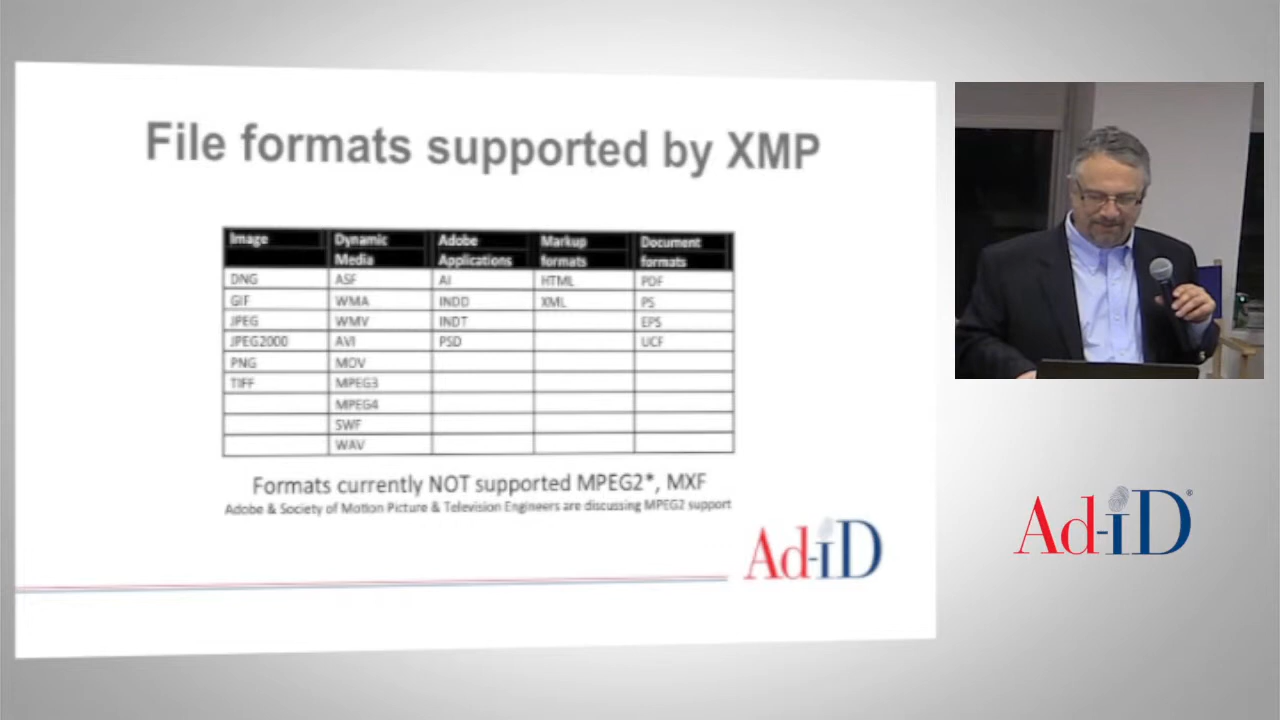 File formats supported by XMP
Image Dynamic Media Adobe Applications Markup formats Document formats
DNG ASF AI HTML PDF
GIF WMA INDD XML PS
JPEG WMV INDT EPS
JPEG2000 AVI PSD UCF
PNG MOV
TIFF MPEG3
MPEG4
SWF
WAV
Formats currently NOT supported MPEG2*, MXF
Adobe & Society of Motion Picture & Television Engineers are discussing MPEG2 support
Ad-iD
Ad-iD®